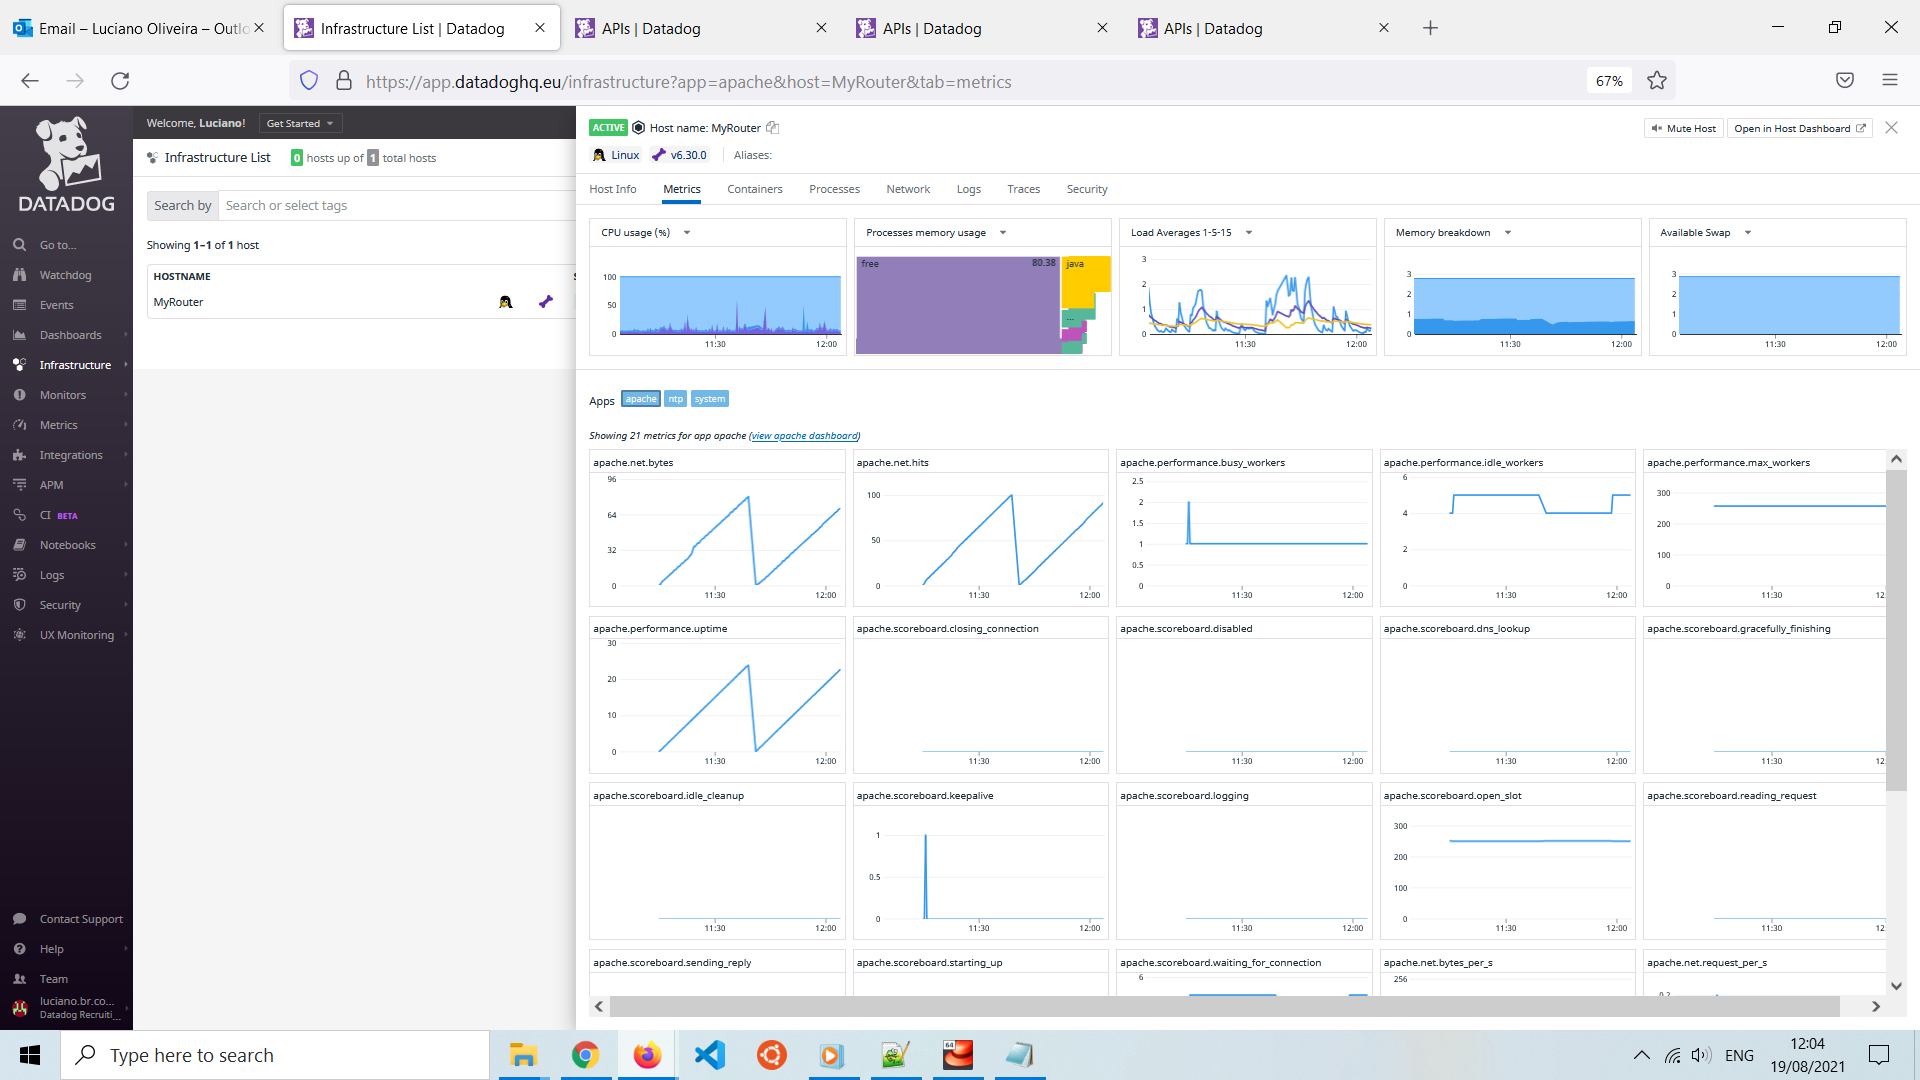 Email – Luciano Oliveira – Outlo
Infrastructure List | Datadog
APIs | Datadog
APIs | Datadog
APIs | Datadog
https://app.datadoghq.eu/infrastructure?app=apache&host=MyRouter&tab=metrics
67%
DATADOG
Go to...
Watchdog
Events
Dashboards
Infrastructure
Monitors
Metrics
Integrations
APM
CI BETA
Notebooks
Logs
Security
UX Monitoring
Contact Support
Help
Team
luciano.br.co...
Datadog Recruiti...
Welcome, Luciano!
Get Started
Infrastructure List
0 hosts up of 1 total hosts
Search by
Search or select tags
Showing 1–1 of 1 host
HOSTNAME
MyRouter
ACTIVE
Host name: MyRouter
Mute Host
Open in Host Dashboard
Linux
v6.30.0
Aliases:
Host Info
Metrics
Containers
Processes
Network
Logs
Traces
Security
CPU usage (%)
100
50
0
11:30
12:00
Processes memory usage
free
80.38
java
...
Load Averages 1-5-15
3
2
1
0
11:30
12:00
Memory breakdown
3
2
1
0
11:30
12:00
Available Swap
3
2
1
0
11:30
12:00
Apps
apache
ntp
system
Showing 21 metrics for app apache (view apache dashboard)
apache.net.bytes
96
64
32
0
11:30
12:00
apache.net.hits
100
50
0
11:30
12:00
apache.performance.busy_workers
2.5
2
1.5
1
0.5
0
11:30
12:00
apache.performance.idle_workers
6
4
2
0
11:30
12:00
apache.performance.max_workers
300
200
100
0
11:30
12:
apache.performance.uptime
30
20
10
0
11:30
12:00
apache.scoreboard.closing_connection
11:30
12:00
apache.scoreboard.disabled
11:30
12:00
apache.scoreboard.dns_lookup
11:30
12:00
apache.scoreboard.gracefully_finishing
11:30
12:
apache.scoreboard.idle_cleanup
11:30
12:00
apache.scoreboard.keepalive
1
0.5
0
11:30
12:00
apache.scoreboard.logging
11:30
12:00
apache.scoreboard.open_slot
300
200
100
0
11:30
12:00
apache.scoreboard.reading_request
11:30
12:
apache.scoreboard.sending_reply
apache.scoreboard.starting_up
apache.scoreboard.waiting_for_connection
6
apache.net.bytes_per_s
256
apache.net.request_per_s
0.2
Type here to search
64
ENG
12:04
19/08/2021